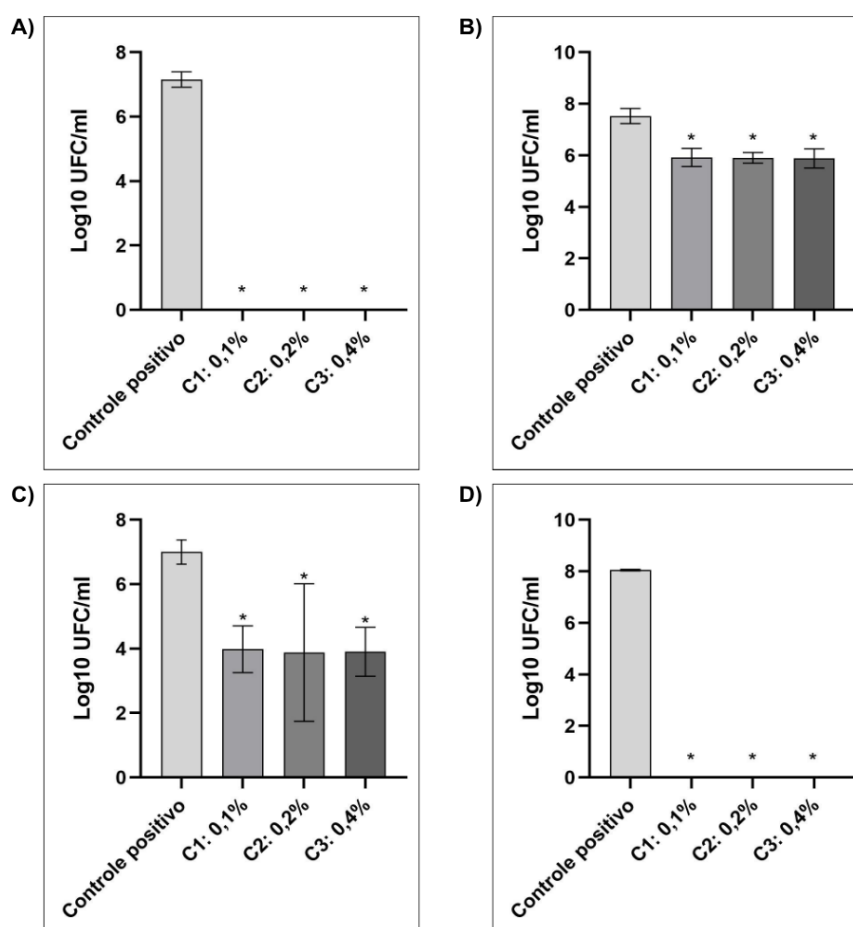 A)
Log10 UFC/ml
8
6
4
2
0
*
*
*
Controle positivo
C1: 0,1%
C2: 0,2%
C3: 0,4%
B)
Log10 UFC/ml
10
8
6
4
2
0
*
*
*
Controle positivo
C1: 0,1%
C2: 0,2%
C3: 0,4%
C)
Log10 UFC/ml
8
6
4
2
0
*
*
*
Controle positivo
C1: 0,1%
C2: 0,2%
C3: 0,4%
D)
Log10 UFC/ml
10
8
6
4
2
0
*
*
*
Controle positivo
C1: 0,1%
C2: 0,2%
C3: 0,4%